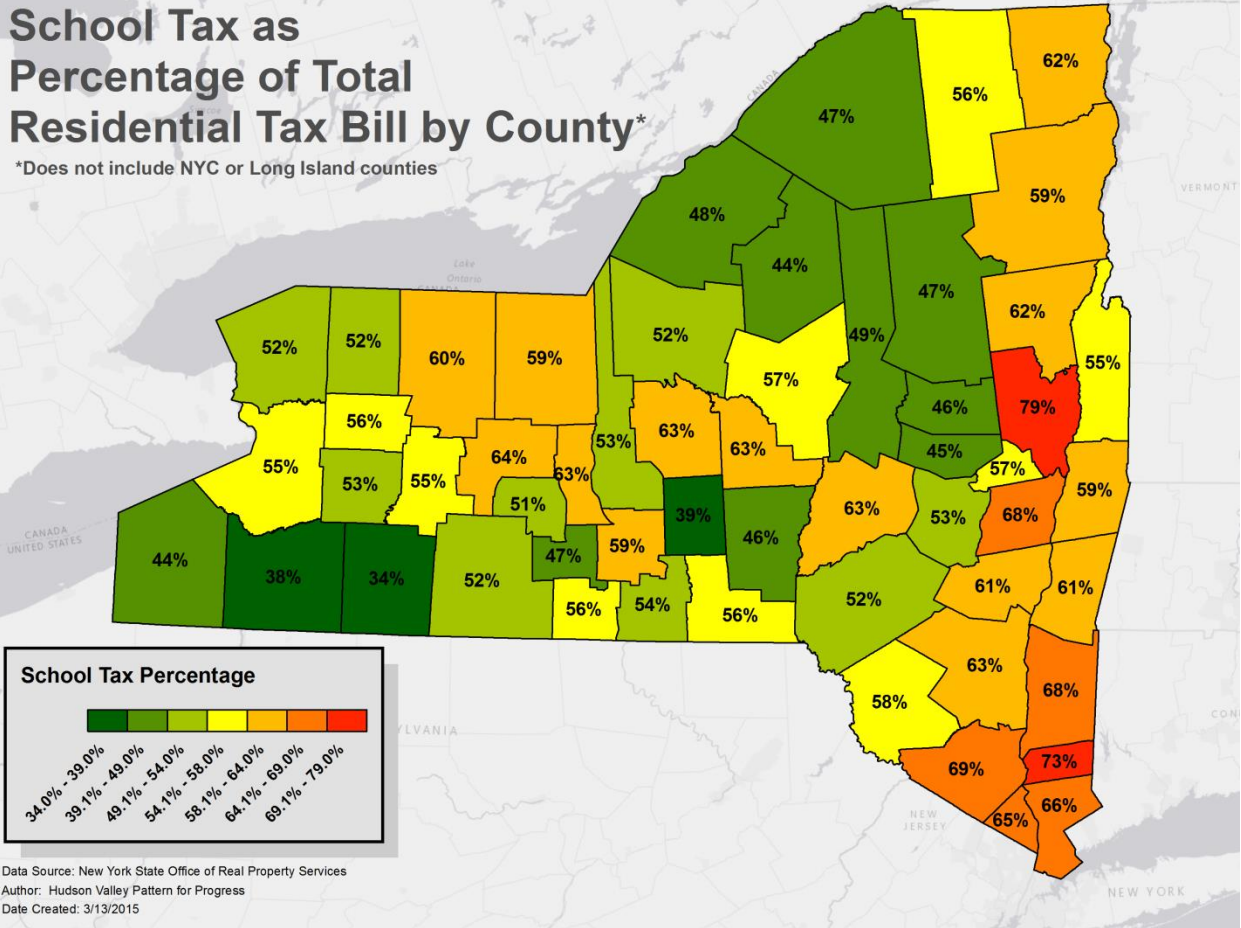 School Tax as
Percentage of Total
Residential Tax Bill by County*
*Does not include NYC or Long Island counties
62%
56%
47%
CANADA
VERMONT
59%
48%
44%
Lake
Ontario
CANADA
47%
62%
52%
52%
52%
49%
60%
59%
55%
57%
56%
46%
79%
63%
63%
53%
45%
64%
55%
57%
63%
53%
55%
59%
51%
39%
63%
53%
68%
CANADA
UNITED STATES
44%
47%
59%
46%
38%
34%
52%
61%
61%
56%
54%
56%
52%
63%
68%
58%
School Tax Percentage
34.0% - 39.0%
39.1% - 49.0%
49.1% - 54.0%
54.1% - 58.0%
58.1% - 64.0%
64.1% - 69.0%
69.1% - 79.0%
SYLVANIA
CON
73%
69%
66%
65%
NEW
JERSEY
NEW YORK
Data Source: New York State Office of Real Property Services
Author: Hudson Valley Pattern for Progress
Date Created: 3/13/2015